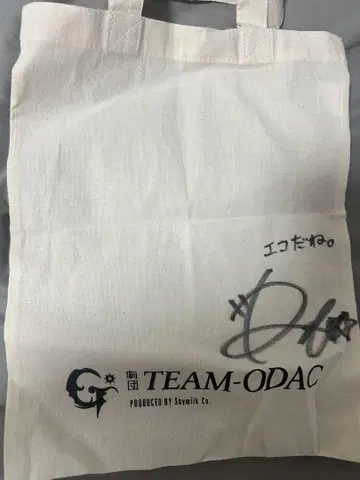 エコだね。
劇団 TEAM-ODAC
PRODUCED BY Soymilk Co.